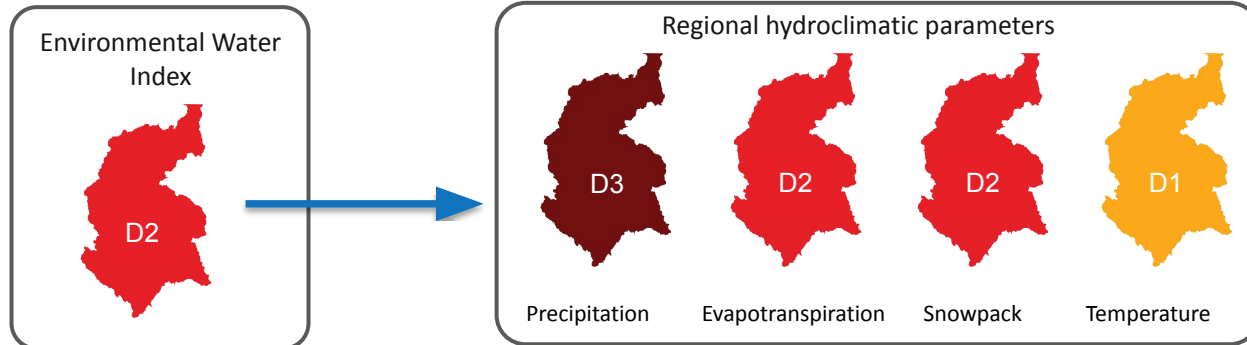 Environmental Water
Index
D2
Regional hydroclimatic parameters
D3
D2
D2
D1
Precipitation
Evapotranspiration
Snowpack
Temperature